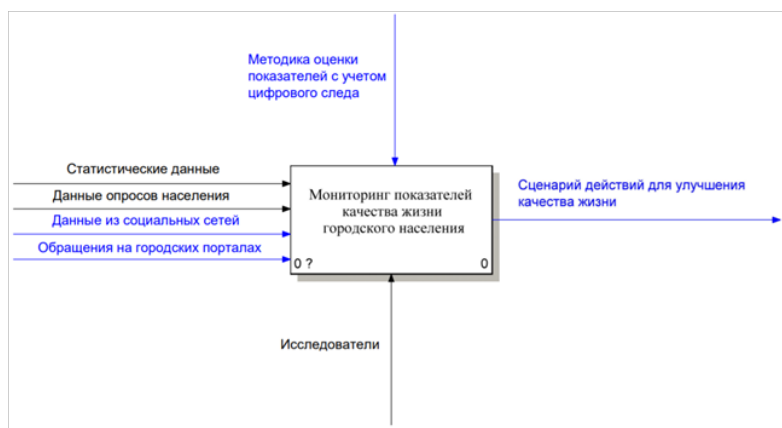 Методика оценки
показателей с учетом
цифрового следа
Статистические данные
Данные опросов населения
Данные из социальных сетей
Обращения на городских порталах
Мониторинг показателей
качества жизни
городского населения
0 ?
0
Сценарий действий для улучшения
качества жизни
Исследователи